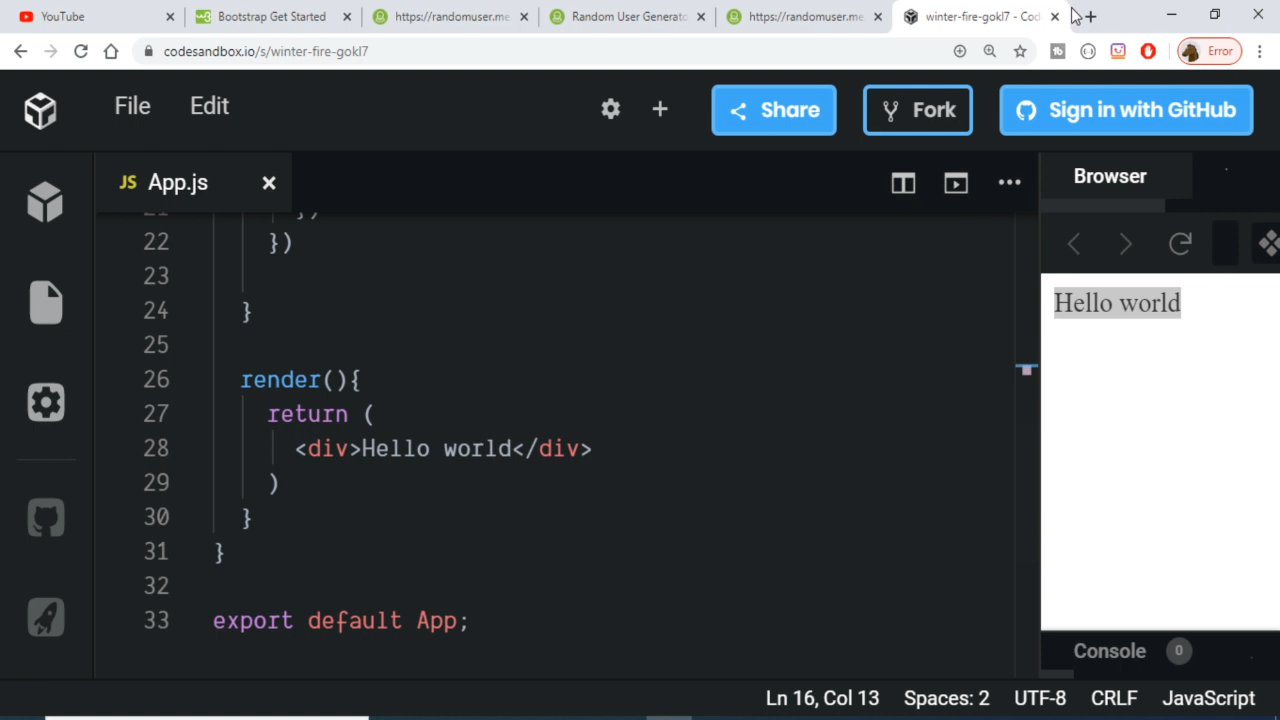 YouTube
Bootstrap Get Started
https://randomuser.me
Random User Generato
https://randomuser.me
winter-fire-gokl7 - Cod
codesandbox.io/s/winter-fire-gokl7
Error
File
Edit
Share
Fork
Sign in with GitHub
JS App.js
Browser
22 })
23
24 }
25
26 render(){
27 return (
28 <div>Hello world</div>
29 )
30 }
31 }
32
33 export default App;
Hello world
Console 0
Ln 16, Col 13
Spaces: 2
UTF-8
CRLF
JavaScript